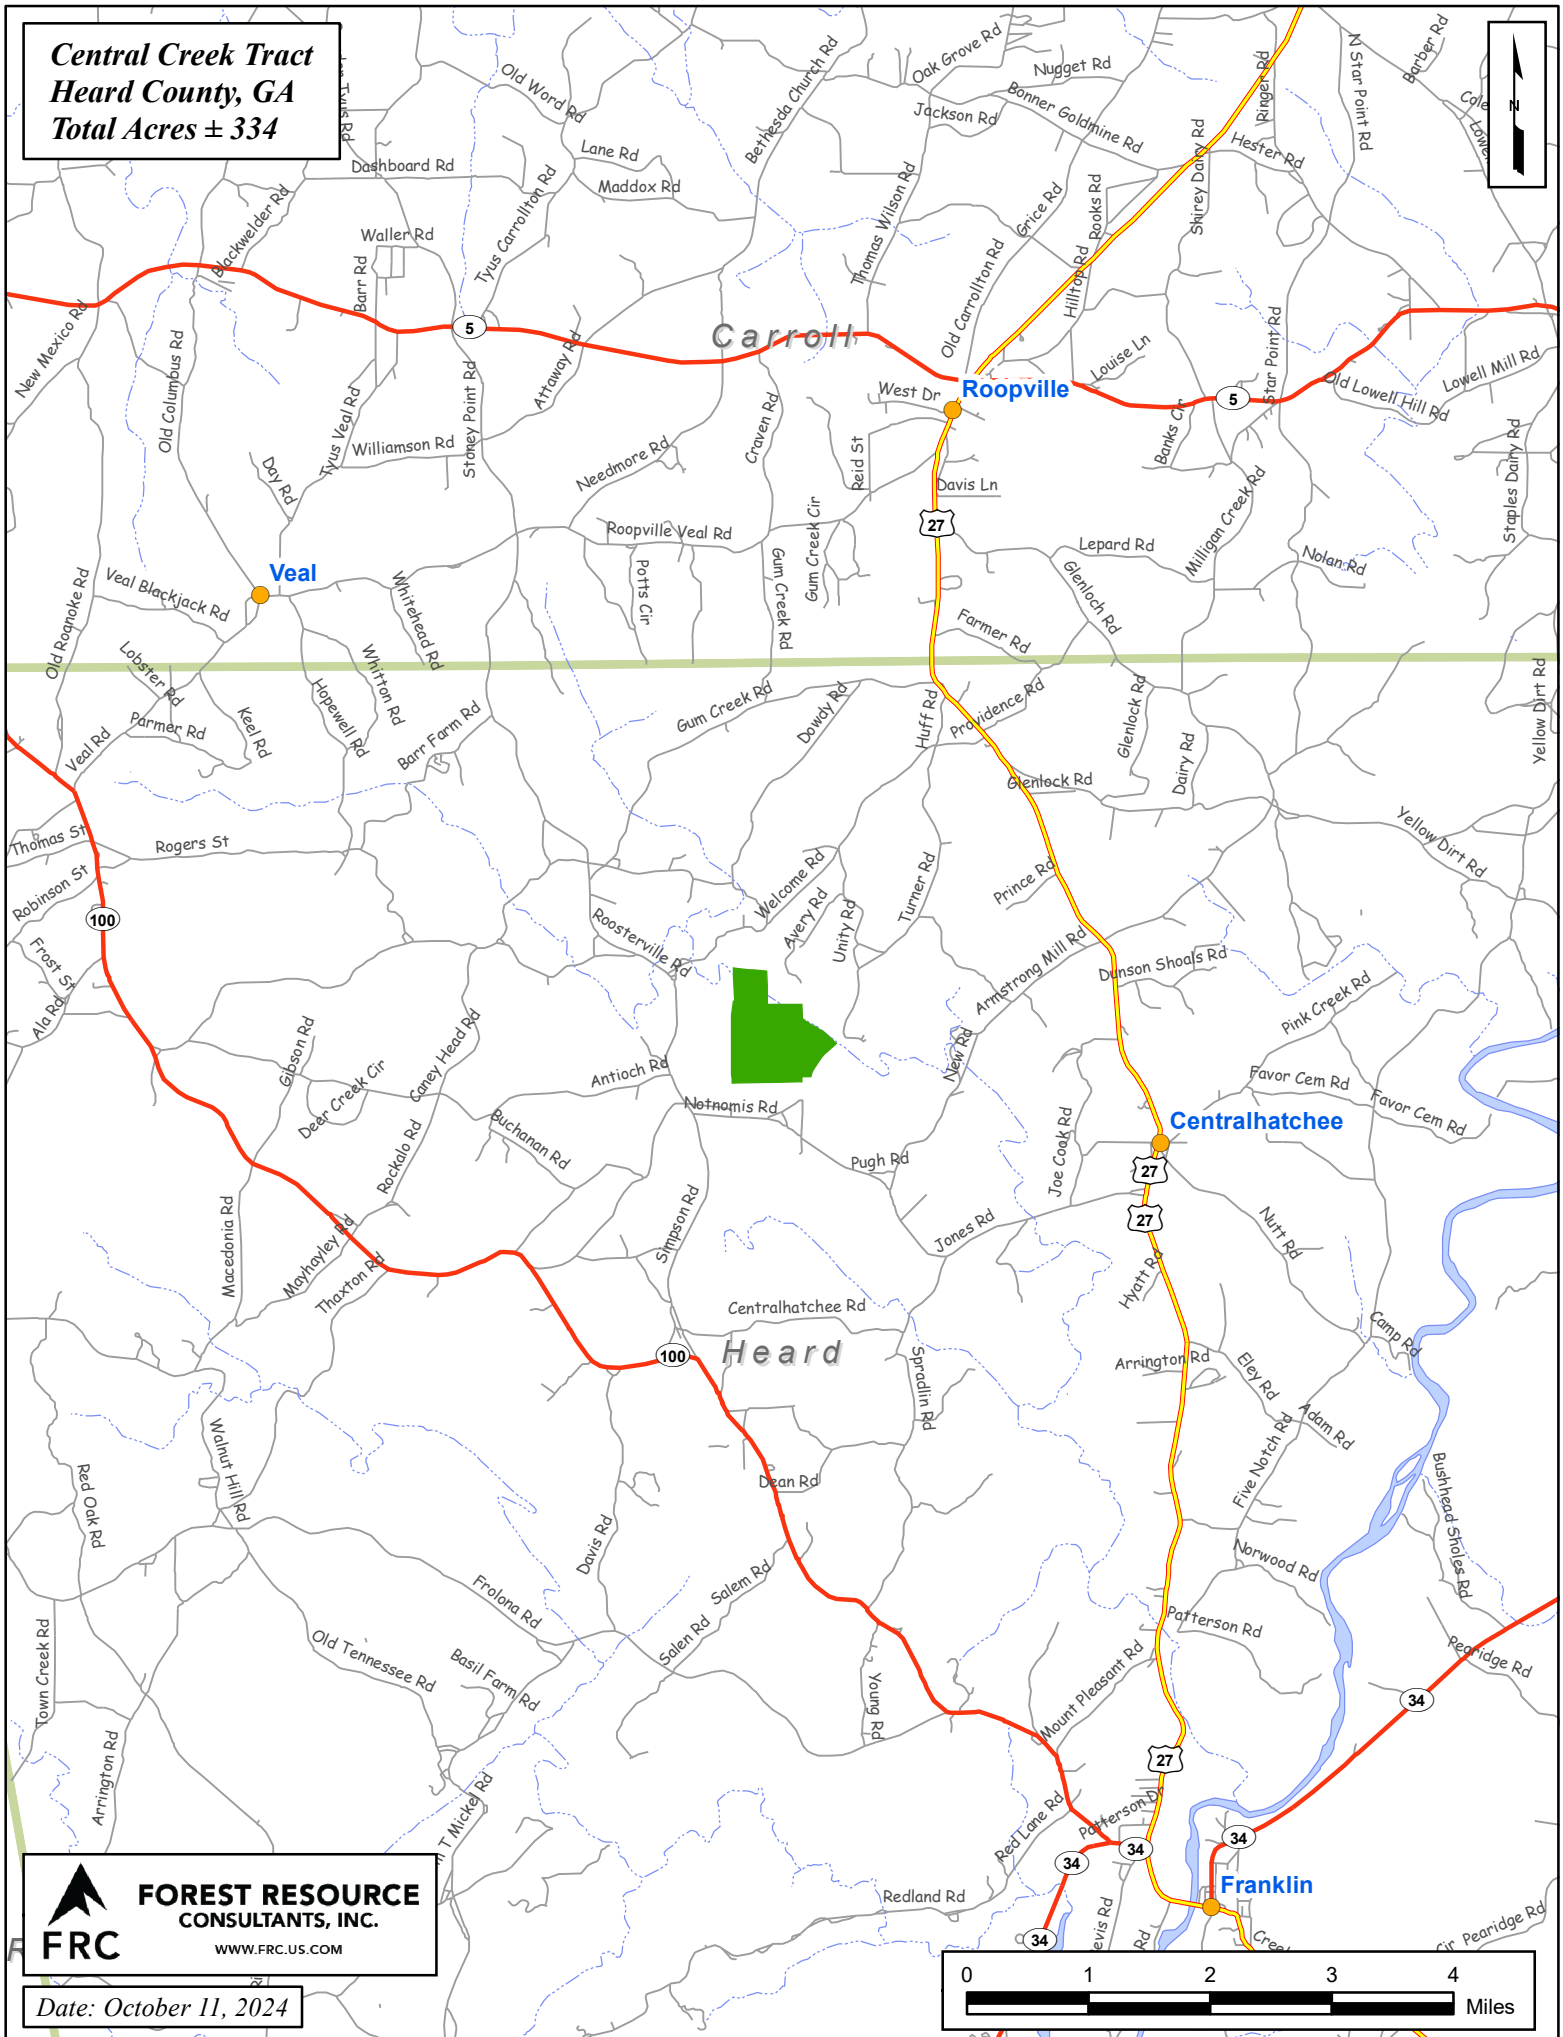 Central Creek Tract
Heard County, GA
Total Acres ± 334
N
Old Word Rd
Bethesda Church Rd
Oak Grove Rd
Nugget Rd
Bonner Goldmine Rd
Jackson Rd
Ringer Rd
N Star Point Rd
Barber Rd
Cole
Lowell
Dashboard Rd
Lane Rd
Maddox Rd
Hester Rd
Shirey Dairy Rd
Blackwelder Rd
Waller Rd
Barr Rd
Tyus Carrollton Rd
Thomas Wilson Rd
Grice Rd
Rooks Rd
Hilltop Rd
Old Carrollton Rd
New Mexico Rd
Old Columbus Rd
5
Attaway Rd
Carroll
Louise Ln
Star Point Rd
Old Lowell Hill Rd
Lowell Mill Rd
West Dr
Roopville
5
Tyus Veal Rd
Stoney Point Rd
Williamson Rd
Day Rd
Needmore Rd
Craven Rd
Reid St
Banks Cir
Davis Ln
Staples Dairy Rd
Roopville Veal Rd
Gum Creek Cir
27
Milligan Creek Rd
Lepard Rd
Nolan Rd
Veal
Veal Blackjack Rd
Old Roanoke Rd
Whitehead Rd
Potts Cir
Gum Creek Rd
Glenloch Rd
Farmer Rd
Lobster Rd
Whitton Rd
Hopewell Rd
Parmer Rd
Keel Rd
Veal Rd
Barr Farm Rd
Gum Creek Rd
Dowdy Rd
Huff Rd
Providence Rd
Glenlock Rd
Dairy Rd
Yellow Dirt Rd
Glenlock Rd
Thomas St
Rogers St
Robinson St
Yellow Dirt Rd
Prince Rd
100
Frost St
Ala Rd
Roosterville Rd
Welcome Rd
Avery Rd
Unity Rd
Turner Rd
Armstrong Mill Rd
Dunson Shoals Rd
Pink Creek Rd
Gibson Rd
Deer Creek Cir
Caney Head Rd
Rockalo Rd
Antioch Rd
Notnomis Rd
Buchanan Rd
New Rd
Favor Cem Rd
Favor Cem Rd
Joe Cook Rd
Centralhatchee
Pugh Rd
27
27
Macedonia Rd
Mayhayley Rd
Thaxton Rd
Simpson Rd
Jones Rd
Nutt Rd
Hyatt Rd
Centralhatchee Rd
100
Heard
Spradlin Rd
Arrington Rd
Eley Rd
Adam Rd
Camp Rd
Five Notch Rd
Bushhead Sholes Rd
Walnut Hill Rd
Red Oak Rd
Dean Rd
Davis Rd
Salem Rd
Salen Rd
Frolona Rd
Norwood Rd
Patterson Rd
Pearidge Rd
Town Creek Rd
Old Tennessee Rd
Basil Farm Rd
Young Rd
Mount Pleasant Rd
34
Arrington Rd
27
T Mickel Rd
Red Lane Rd
Patterson Dr
34
34
34
Redland Rd
Franklin
34
evis Rd
Rd
Cree
Cir
Pearidge Rd
FRC
FOREST RESOURCE
CONSULTANTS, INC.
WWW.FRC.US.COM
Date: October 11, 2024
0 1 2 3 4
Miles